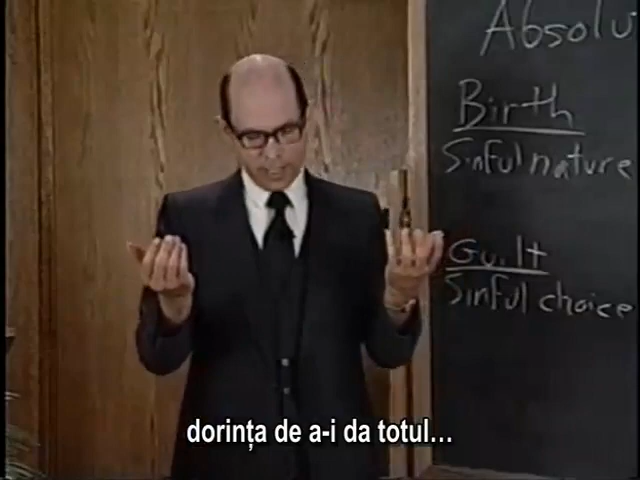 Absolu
Birth
Sinful nature
Guilt
Sinful choice
dorința de a-i da totul...